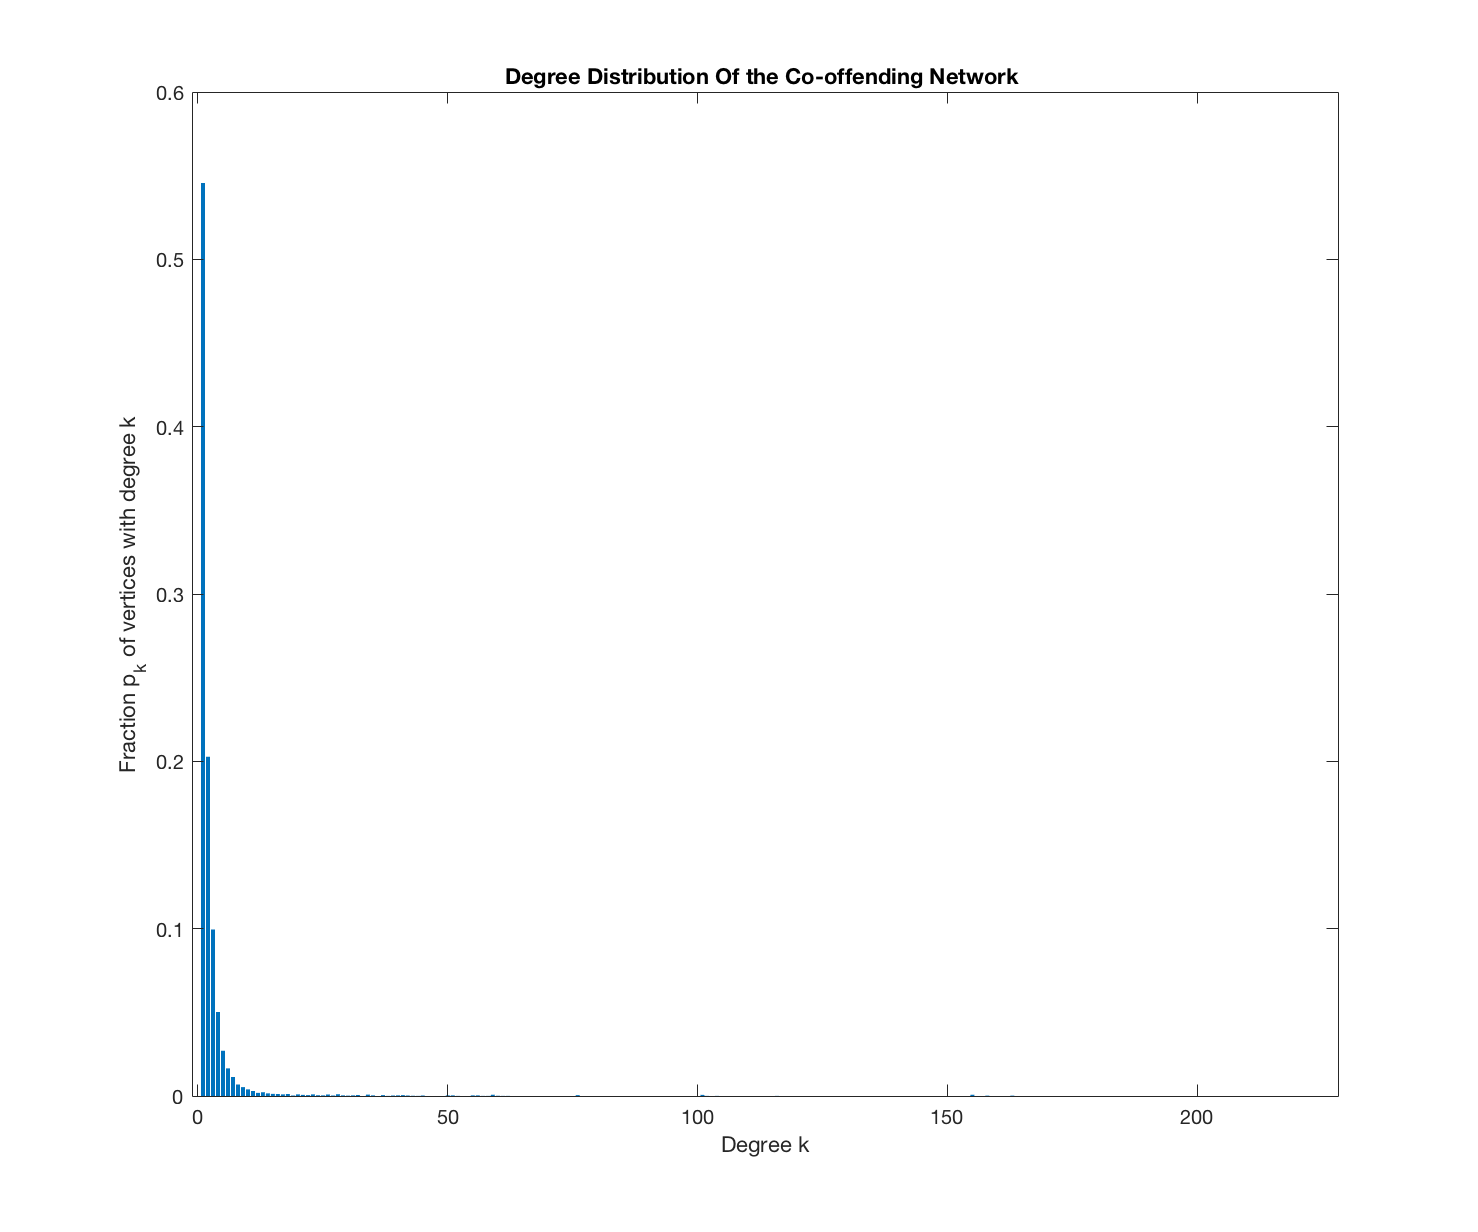 Degree Distribution Of the Co-offending Network
0.6
0.5
0.4
0.3
0.2
0.1
0
Fraction p_k of vertices with degree k
0 50 100 150 200
Degree k